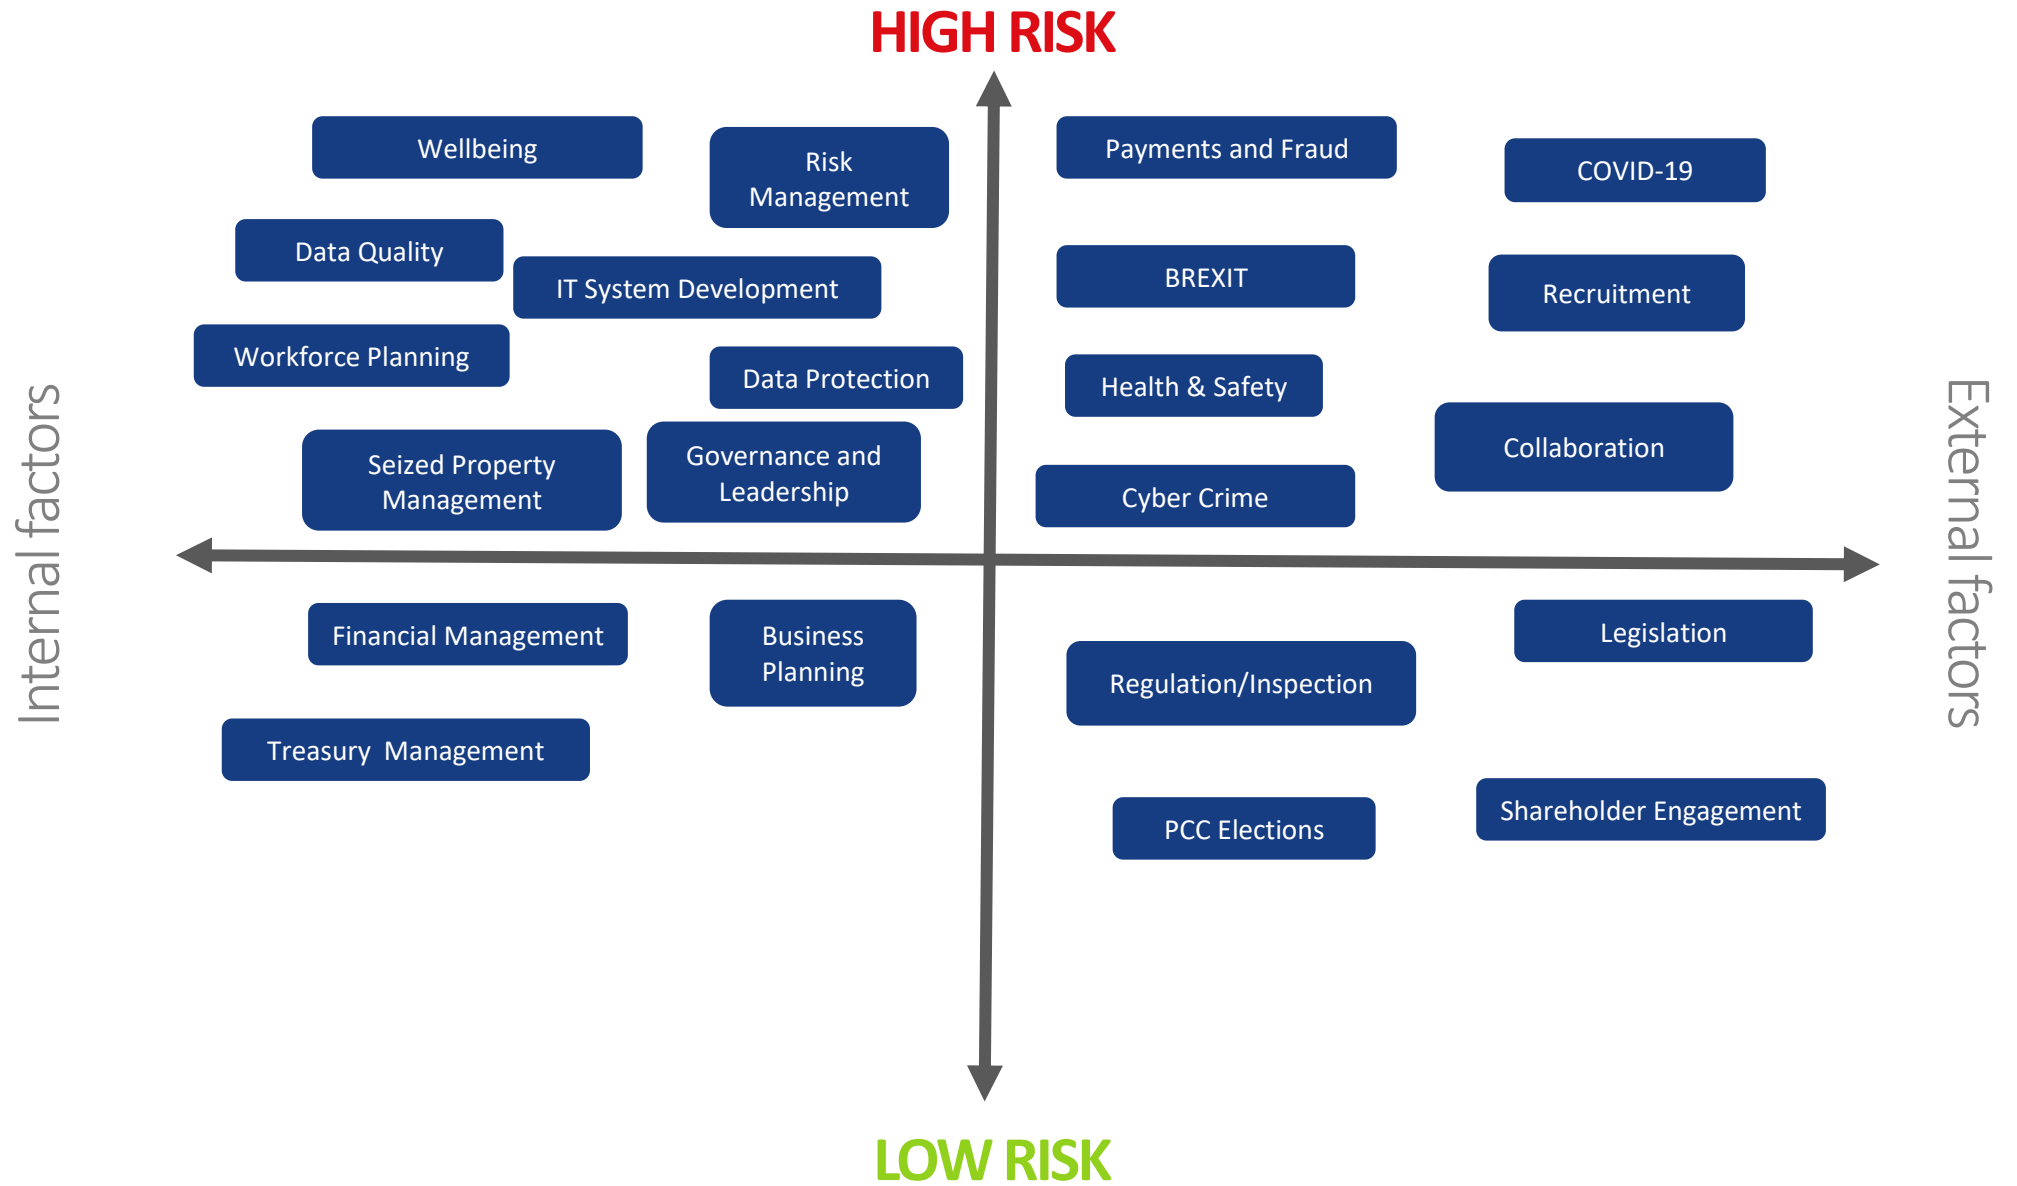 HIGH RISK
Wellbeing
Risk
Management
Payments and Fraud
COVID-19
Data Quality
IT System Development
BREXIT
Recruitment
Workforce Planning
Data Protection
Health & Safety
Internal factors
External factors
Seized Property
Management
Governance and
Leadership
Cyber Crime
Collaboration
Financial Management
Business
Planning
Regulation/Inspection
Legislation
Treasury  Management
PCC Elections
Shareholder Engagement
LOW RISK